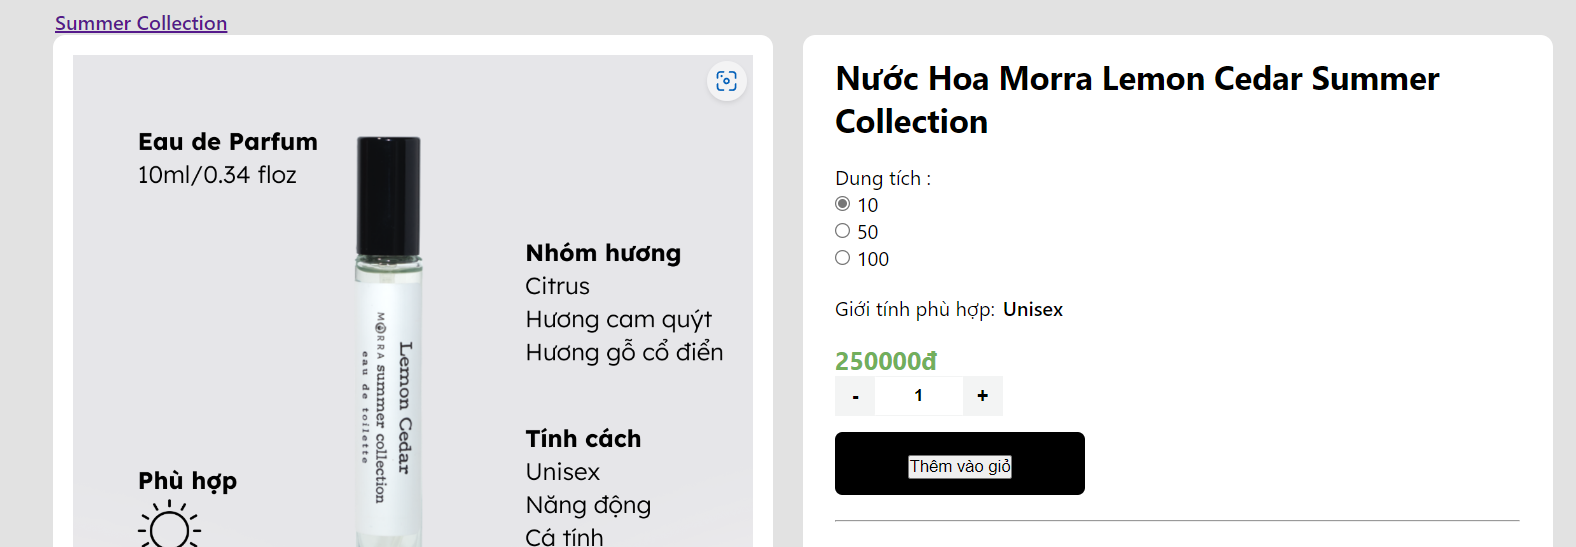 Summer Collection
Eau de Parfum
10ml/0.34 floz
Nhóm hương
Citrus
Hương cam quýt
Hương gỗ cổ điển
Lemon Cedar
MORRA summer collection
eau de toilette
Tính cách
Unisex
Năng động
Cá tính
Phù hợp
Nước Hoa Morra Lemon Cedar Summer
Collection
Dung tích :
10
50
100
Giới tính phù hợp: Unisex
250000đ
- 1 +
Thêm vào giỏ